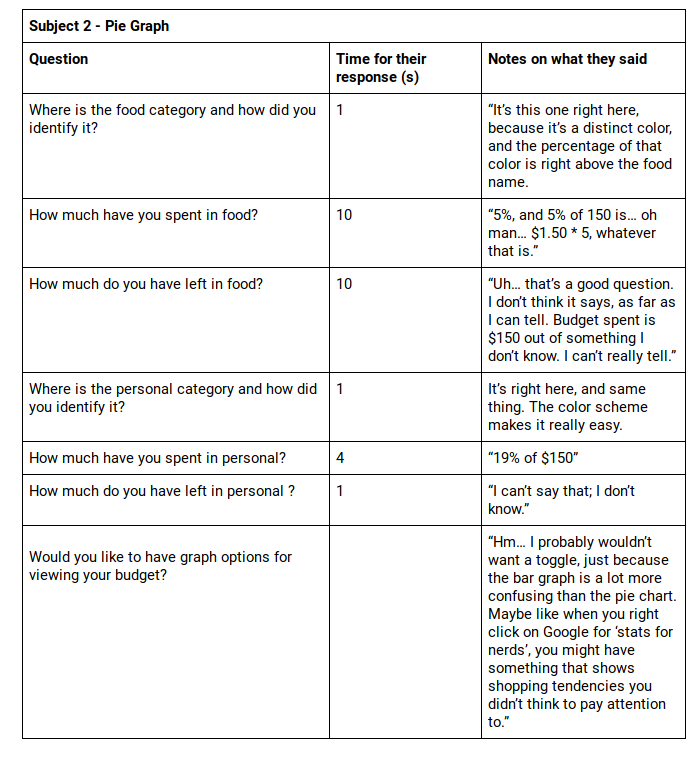 Subject 2 - Pie Graph
Question
Time for their
response (s)
Notes on what they said
Where is the food category and how did you
identify it?
1
“It’s this one right here,
because it’s a distinct color,
and the percentage of that
color is right above the food
name.
How much have you spent in food?
10
“5%, and 5% of 150 is… oh
man… $1.50 * 5, whatever
that is.”
How much do you have left in food?
10
“Uh… that’s a good question.
I don’t think it says, as far as
I can tell. Budget spent is
$150 out of something I
don’t know. I can’t really tell.”
Where is the personal category and how did
you identify it?
1
It’s right here, and same
thing. The color scheme
makes it really easy.
How much have you spent in personal?
4
“19% of $150”
How much do you have left in personal ?
1
“I can’t say that; I don’t
know.”
Would you like to have graph options for
viewing your budget?
“Hm… I probably wouldn’t
want a toggle, just because
the bar graph is a lot more
confusing than the pie chart.
Maybe like when you right
click on Google for ‘stats for
nerds’, you might have
something that shows
shopping tendencies you
didn’t think to pay attention
to.”